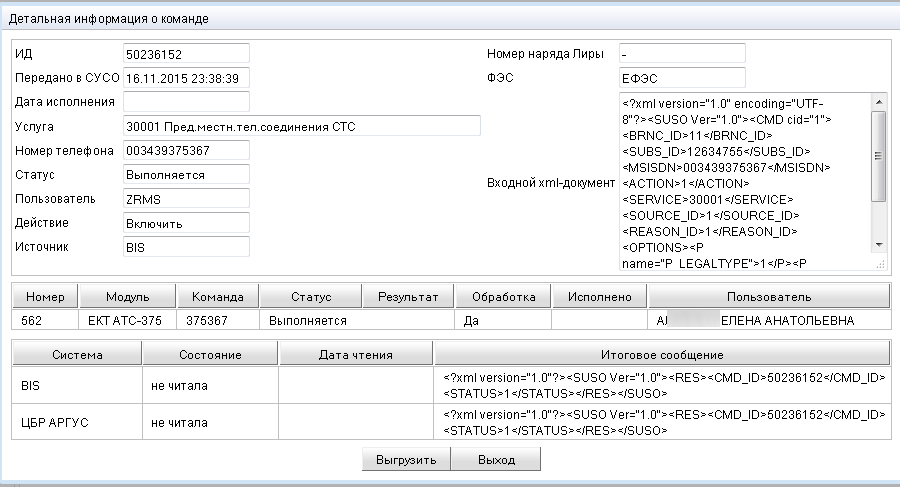 Детальная информация о команде
ИД 50236152 Номер наряда Лиры -
Передано в СУСО 16.11.2015 23:38:39 ФЭС ЕФЭС
Дата исполнения
Услуга 30001 Пред.местн.тел.соединения СТС
Номер телефона 003439375367
Статус Выполняется
Пользователь ZRMS
Действие Включить
Источник BIS
Входной xml-документ
<?xml version="1.0" encoding="UTF-
8"?><SUSO Ver="1.0"><CMD cid="1">
<BRNC_ID>11</BRNC_ID>
<SUBS_ID>12634755</SUBS_ID>
<MSISDN>003439375367</MSISDN>
<ACTION>1</ACTION>
<SERVICE>30001</SERVICE>
<SOURCE_ID>1</SOURCE_ID>
<REASON_ID>1</REASON_ID>
<OPTIONS><P
name="P_LEGALTYPE">1</P><P
Номер Модуль Команда Статус Результат Обработка Исполнено Пользователь
562 ЕКТ АТС-375 375367 Выполняется Да ЕЛЕНА АНАТОЛЬЕВНА
Система Состояние Дата чтения Итоговое сообщение
BIS не читала <?xml version="1.0"?><SUSO Ver="1.0"><RES><CMD_ID>50236152</CMD_ID>
<STATUS>1</STATUS></RES></SUSO>
ЦБР АРГУС не читала <?xml version="1.0"?><SUSO Ver="1.0"><RES><CMD_ID>50236152</CMD_ID>
<STATUS>1</STATUS></RES></SUSO>
Выгрузить Выход